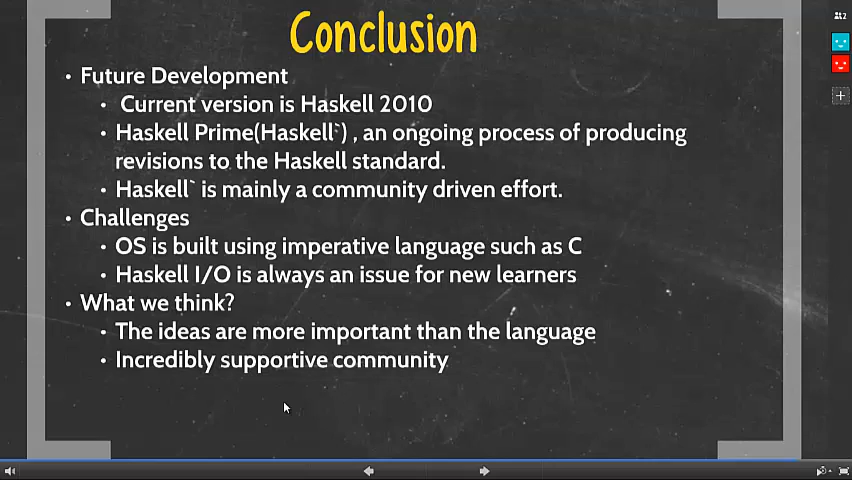 Conclusion
• Future Development
• Current version is Haskell 2010
• Haskell Prime(Haskell`) , an ongoing process of producing
revisions to the Haskell standard.
• Haskell` is mainly a community driven effort.
• Challenges
• OS is built using imperative language such as C
• Haskell I/O is always an issue for new learners
• What we think?
• The ideas are more important than the language
• Incredibly supportive community
2